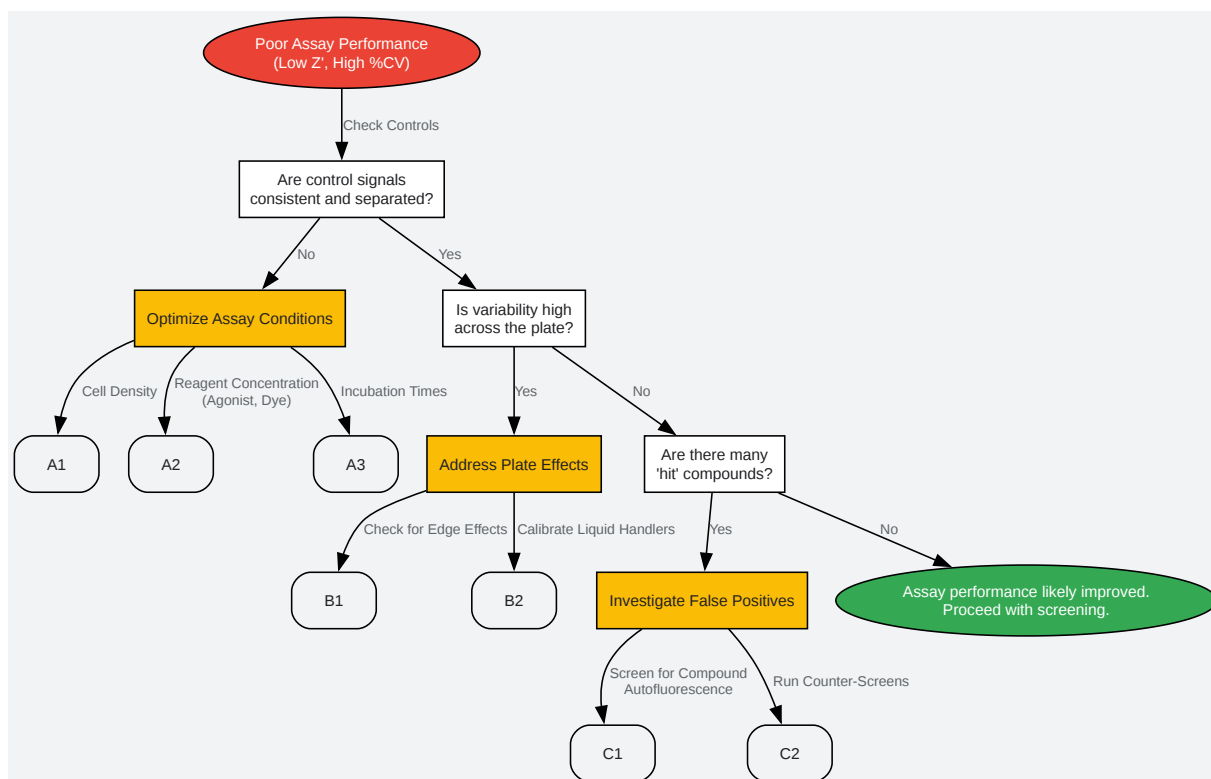 Poor Assay Performance
(Low Z', High %CV)
Check Controls
Are control signals
consistent and separated?
No
Yes
Optimize Assay Conditions
Is variability high
across the plate?
Cell Density
Reagent Concentration
(Agonist, Dye)
Incubation Times
Yes
No
A1
A2
A3
Address Plate Effects
Are there many
'hit' compounds?
Check for Edge Effects
Calibrate Liquid Handlers
Yes
No
B1
B2
Investigate False Positives
Assay performance likely improved.
Proceed with screening.
Screen for Compound
Autofluorescence
Run Counter-Screens
C1
C2